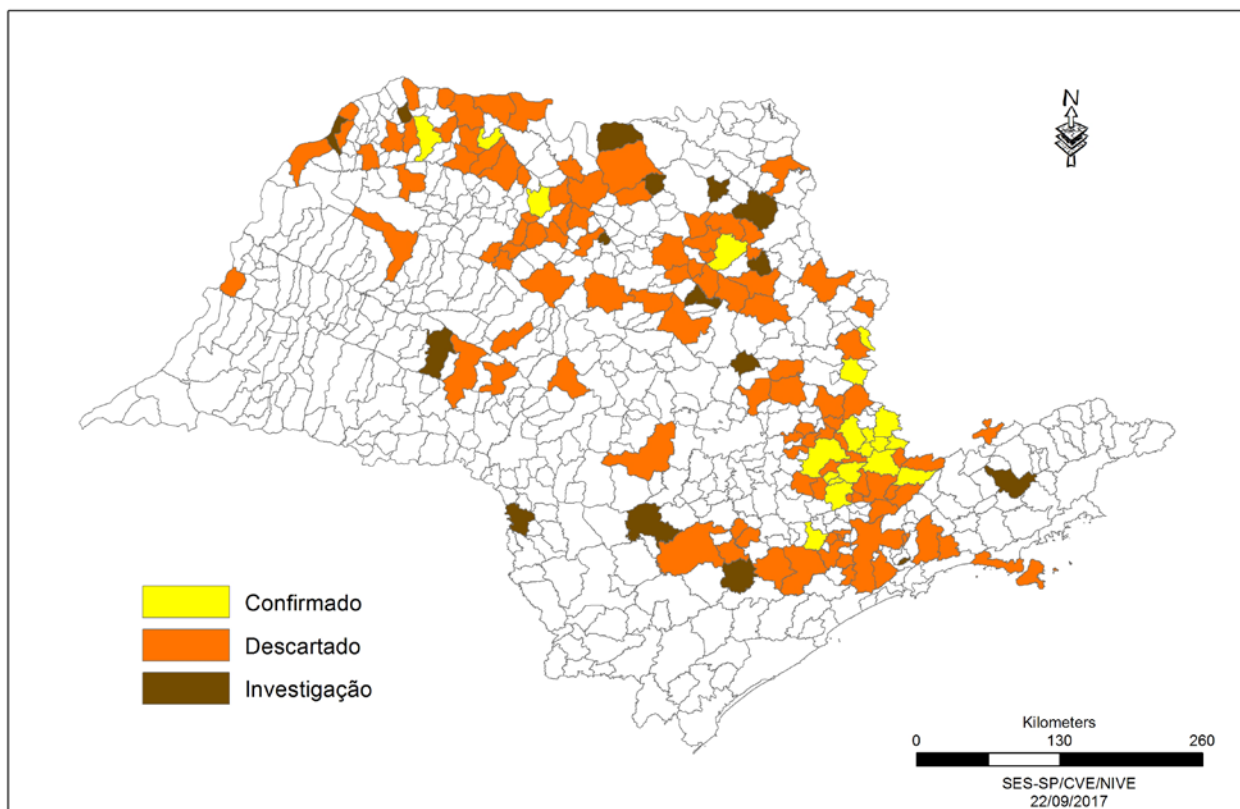 N
Confirmado
Descartado
Investigação
Kilometers
0 130 260
SES-SP/CVE/NIVE
22/09/2017